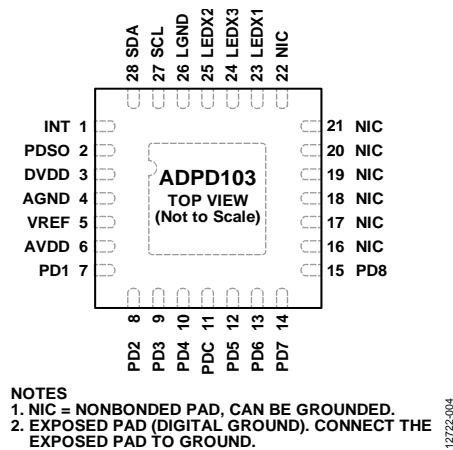 28 SDA
27 SCL
26 LGND
25 LEDX2
24 LEDX3
23 LEDX1
22 NIC
INT 1
PDSO 2
DVDD 3
AGND 4
VREF 5
AVDD 6
PD1 7
ADPD103
TOP VIEW
(Not to Scale)
21 NIC
20 NIC
19 NIC
18 NIC
17 NIC
16 NIC
15 PD8
PD2 8
PD3 9
PD4 10
PDC 11
PD5 12
PD6 13
PD7 14
NOTES
1. NIC = NONBONDED PAD, CAN BE GROUNDED.
2. EXPOSED PAD (DIGITAL GROUND). CONNECT THE
EXPOSED PAD TO GROUND.
12722-004